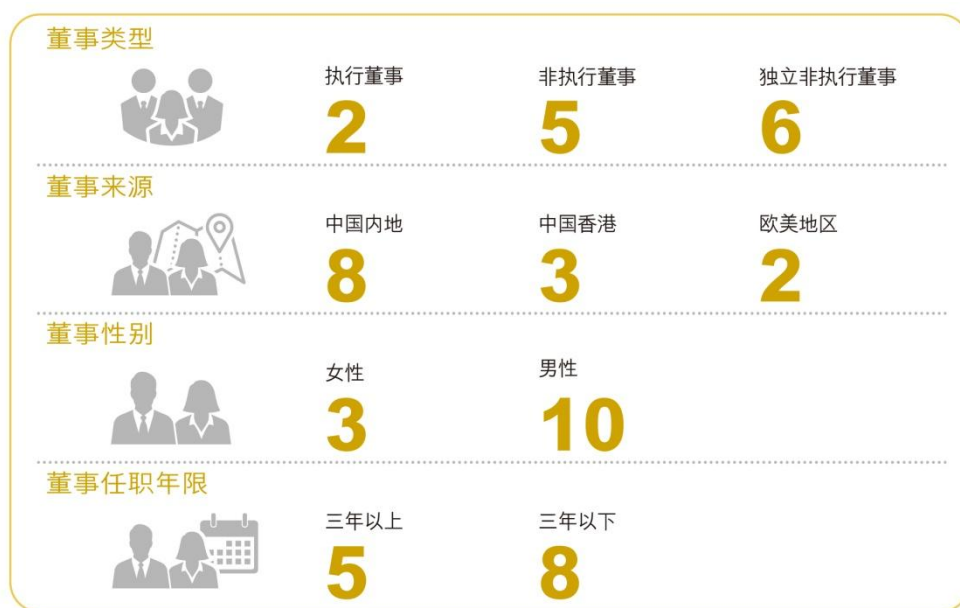 董事类型
执行董事 非执行董事 独立非执行董事
2 5 6
董事来源
中国内地 中国香港 欧美地区
8 3 2
董事性别
女性 男性
3 10
董事任职年限
三年以上 三年以下
5 8